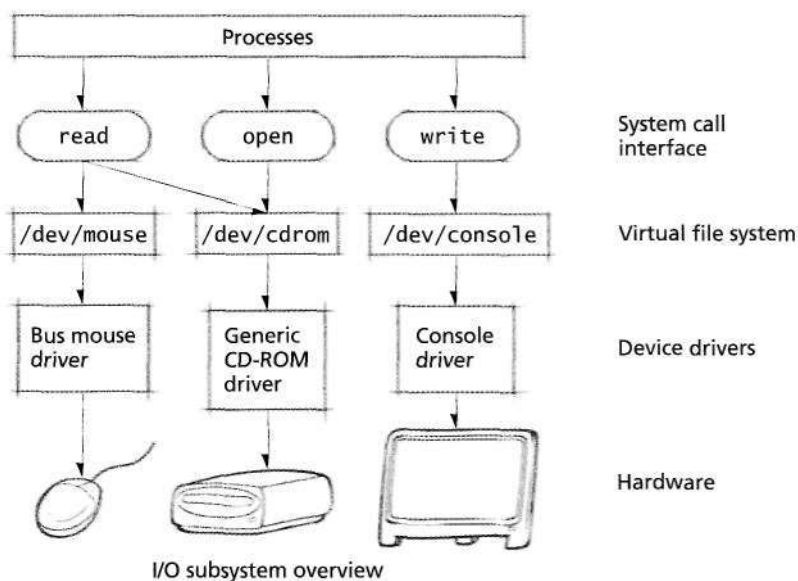 Processes
read
open
write
System call
interface
/dev/mouse
/dev/cdrom
/dev/console
Virtual file system
Bus mouse
driver
Generic
CD-ROM
driver
Console
driver
Device drivers
Hardware
I/O subsystem overview